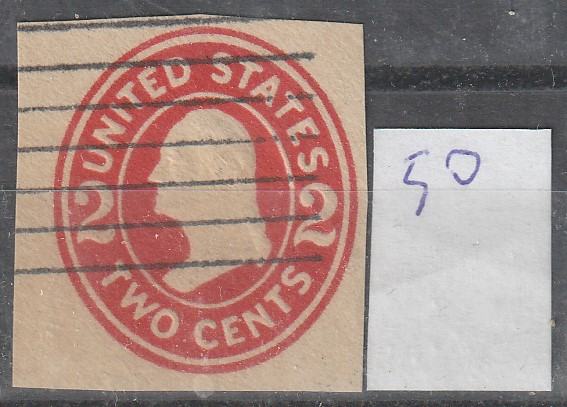 UNITED STATES
2 2
TWO CENTS
50